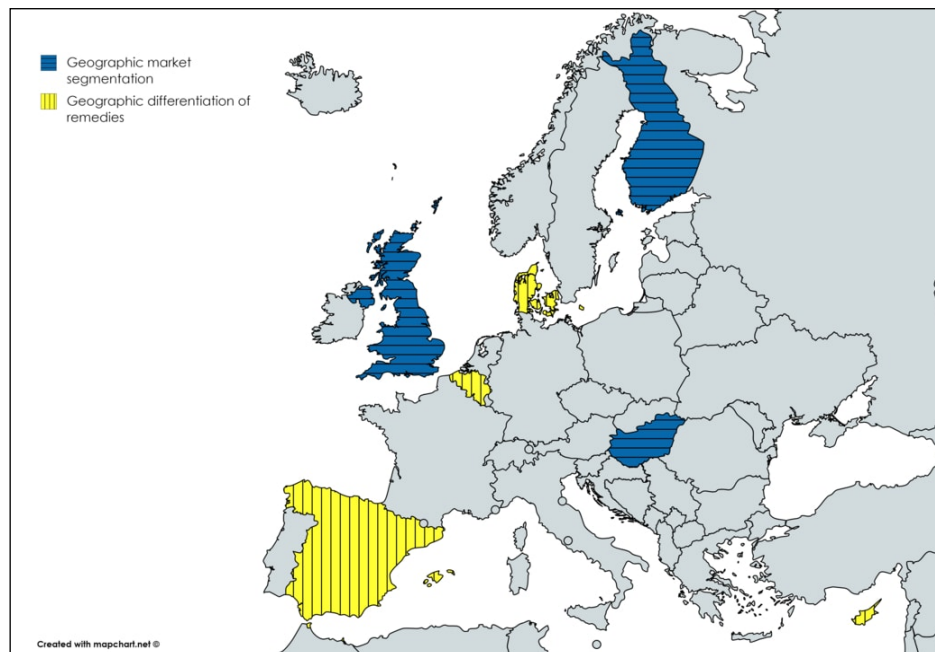 Geographic market
segmentation
Geographic differentiation of
remedies
Created with mapchart.net ©